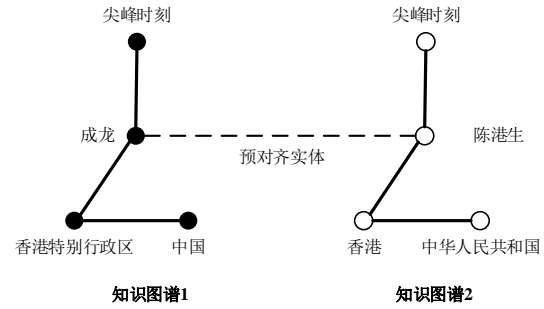 尖峰时刻
尖峰时刻
成龙
陈港生
预对齐实体
香港特别行政区
中国
香港
中华人民共和国
知识图谱1
知识图谱2